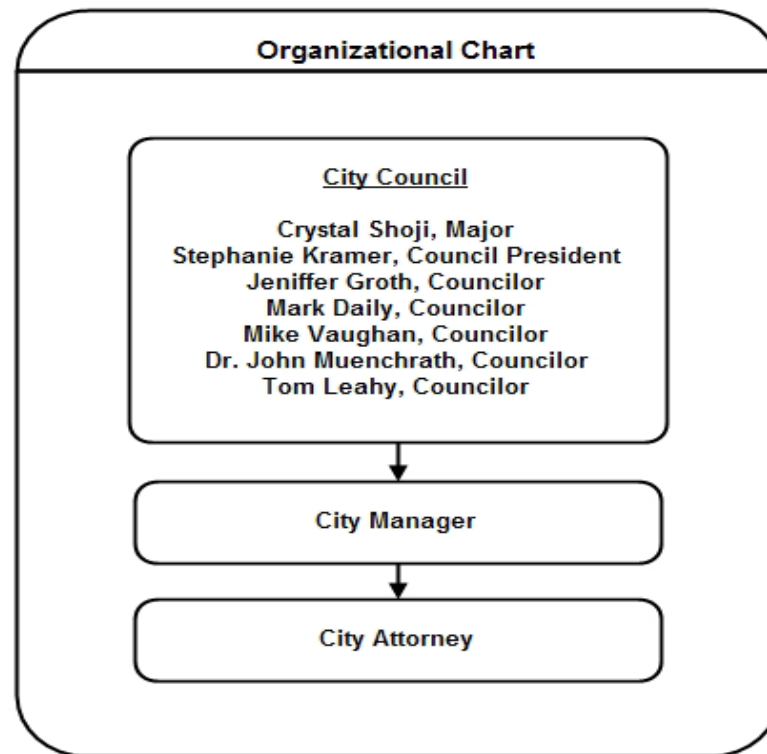 Organizational Chart
City Council
Crystal Shoji, Major
Stephanie Kramer, Council President
Jeniffer Groth, Councilor
Mark Daily, Councilor
Mike Vaughan, Councilor
Dr. John Muenchrath, Councilor
Tom Leahy, Councilor
City Manager
City Attorney